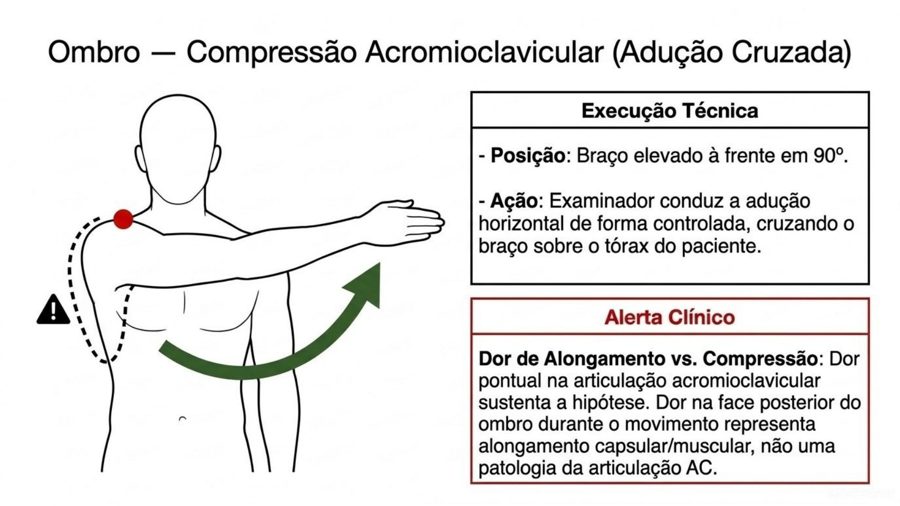 Ombro — Compressão Acromioclavicular (Adução Cruzada)
Execução Técnica
- Posição: Braço elevado à frente em 90º.
- Ação: Examinador conduz a adução
horizontal de forma controlada, cruzando o
braço sobre o tórax do paciente.
Alerta Clínico
Dor de Alongamento vs. Compressão: Dor
pontual na articulação acromioclavicular
sustenta a hipótese. Dor na face posterior do
ombro durante o movimento representa
alongamento capsular/muscular, não uma
patologia da articulação AC.
!